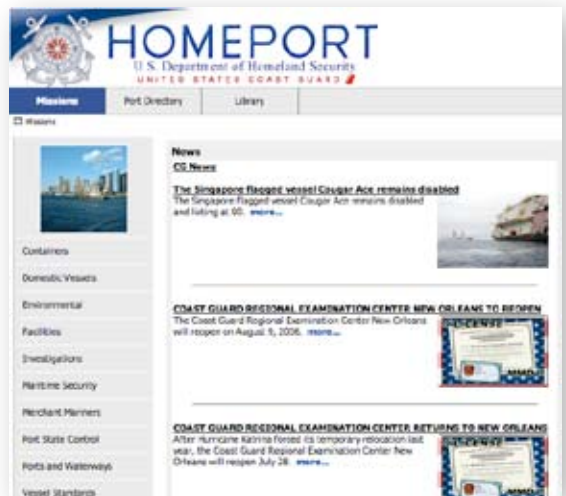 HOMEPORT
U.S. Department of Homeland Security
UNITED STATES COAST GUARD
Missions
Port Directory
Library
Missions
News
CG News
The Singapore flagged vessel Cougar Ace remains disabled
The Singapore flagged vessel Cougar Ace remains disabled
and listing at 60. more...
COAST GUARD REGIONAL EXAMINATION CENTER NEW ORLEANS TO REOPEN
The Coast Guard Regional Examination Center New Orleans
will reopen on August 9, 2006. more...
LICENSE
MMD
COAST GUARD REGIONAL EXAMINATION CENTER RETURNS TO NEW ORLEANS
After Hurricane Katrina forced its temporary relocation last
year, the Coast Guard Regional Examination Center New
Orleans will reopen July 28. more...
LICENSE
MMD
Containers
Domestic Vessels
Environmental
Facilities
Investigations
Maritime Security
Merchant Mariners
Port State Control
Ports and Waterways
Vessel Standards